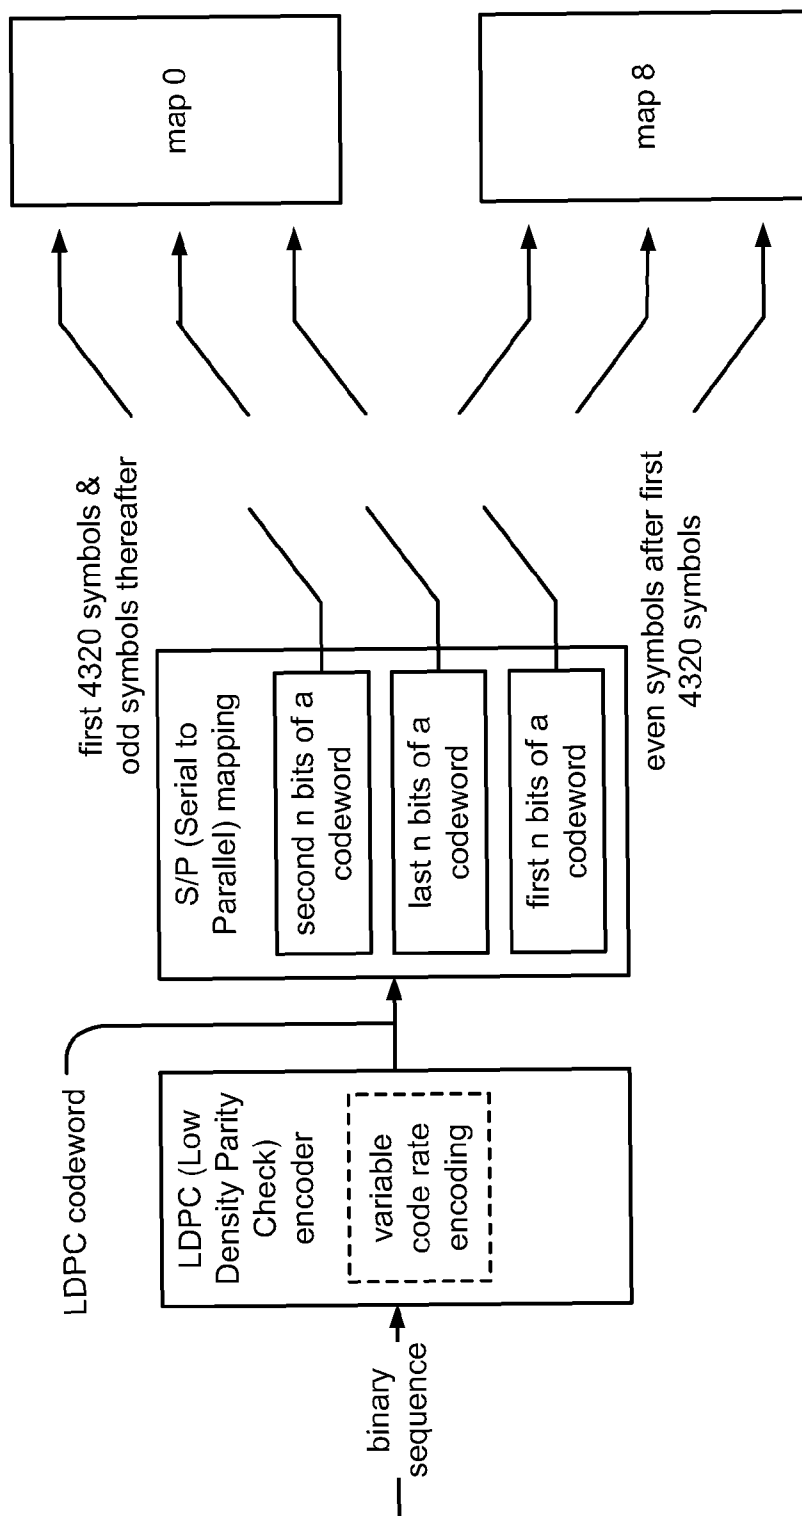 binary
sequence
LDPC codeword
LDPC (Low
Density Parity
Check)
encoder
variable
code rate
encoding
S/P (Serial to
Parallel) mapping
second n bits of a
codeword
last n bits of a
codeword
first n bits of a
codeword
first 4320 symbols &
odd symbols thereafter
even symbols after first
4320 symbols
map 0
map 8